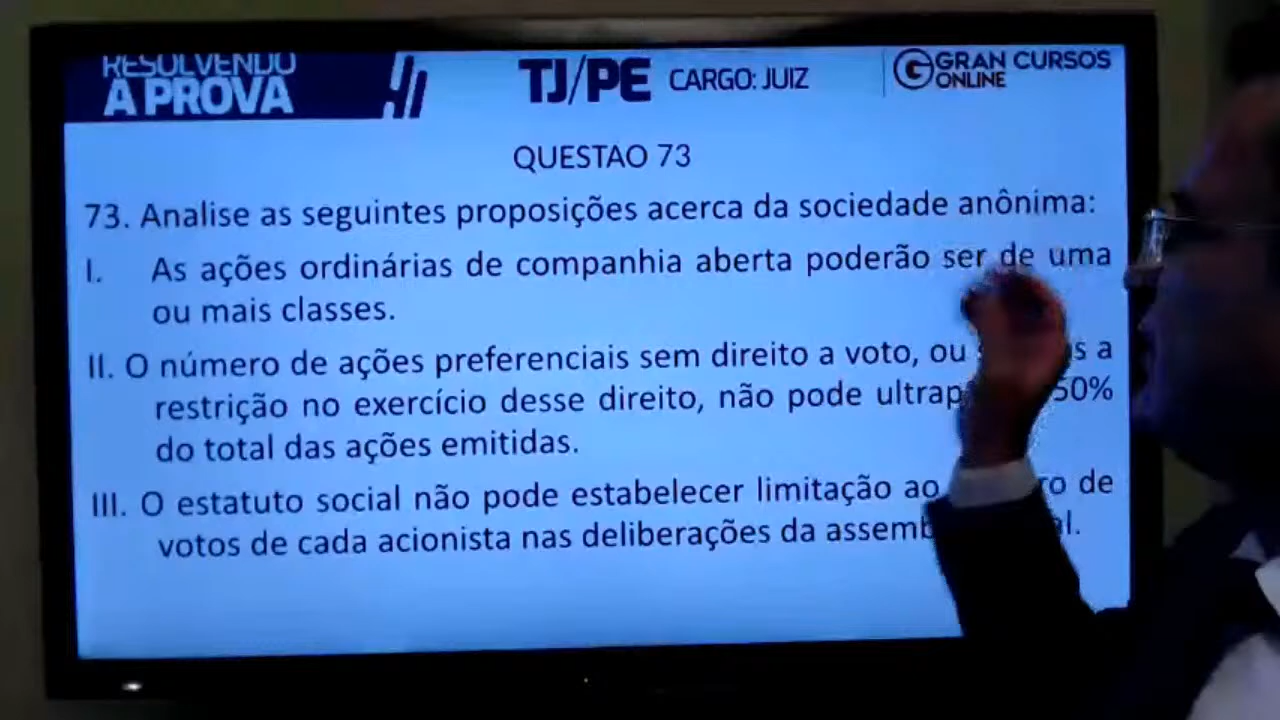 RESOLVENDO
A PROVA
TJ/PE CARGO: JUIZ
GRAN CURSOS
ONLINE
QUESTAO 73
73. Analise as seguintes proposições acerca da sociedade anônima:
I. As ações ordinárias de companhia aberta poderão ser de uma
ou mais classes.
II. O número de ações preferenciais sem direito a voto, ou a
restrição no exercício desse direito, não pode 50%
do total das ações emitidas.
III. O estatuto social não pode estabelecer limitação ao de
votos de cada acionista nas deliberações da